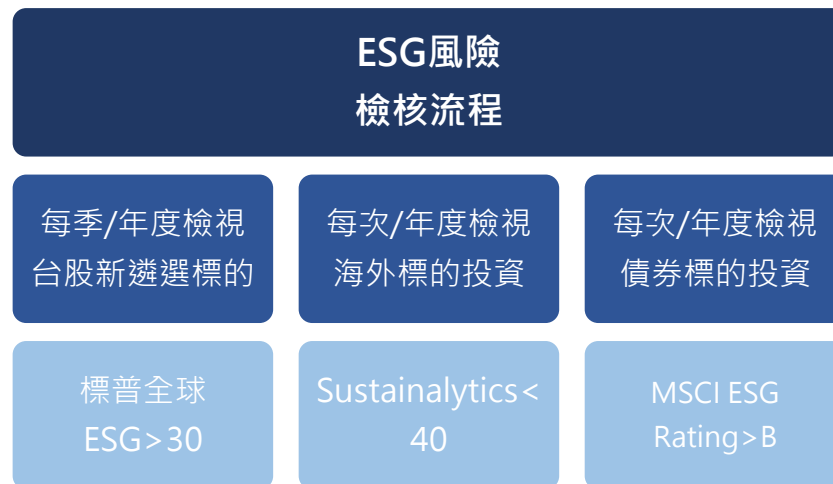 ESG風險
檢核流程
每季/年度檢視
台股新遴選標的
每次/年度檢視
海外標的投資
每次/年度檢視
債券標的投資
標普全球
ESG>30
Sustainalytics<
40
MSCI ESG
Rating>B